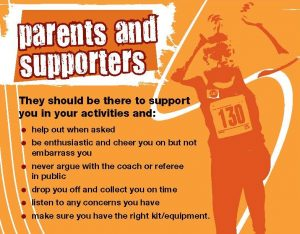 parents and
supporters
They should be there to support
you in your activities and:
• help out when asked
• be enthusiastic and cheer you on but not
embarrass you
• never argue with the coach or referee
in public
• drop you off and collect you on time
• listen to any concerns you have
• make sure you have the right kit/equipment.
130